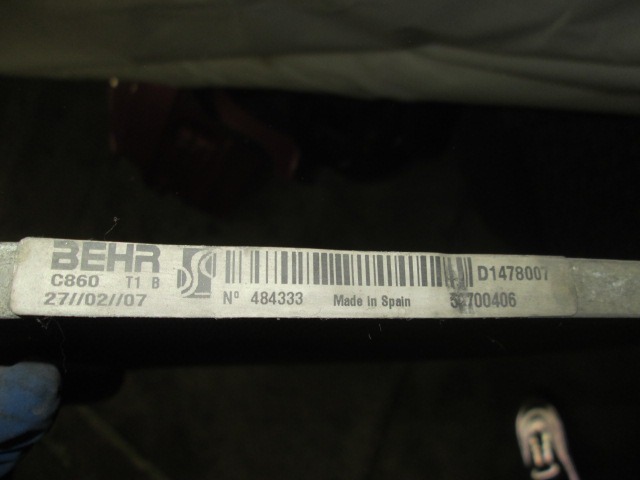 BEHR
C860 T1 B
27//02//07
Nº 484333 Made in Spain
D1478007